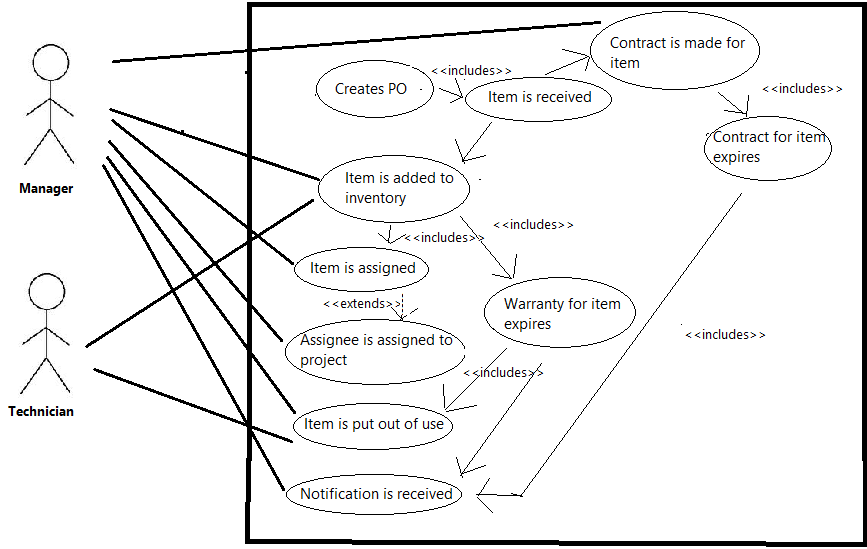 Contract is made for
item
<<includes>>
Creates PO
Item is received
<<includes>>
Contract for item
expires
Manager
Item is added to
inventory
<<includes>>
<<includes>>
Item is assigned
<<extends>>
Warranty for item
expires
Assignee is assigned to
project
<<includes>>
<<includes>>
Technician
Item is put out of use
Notification is received